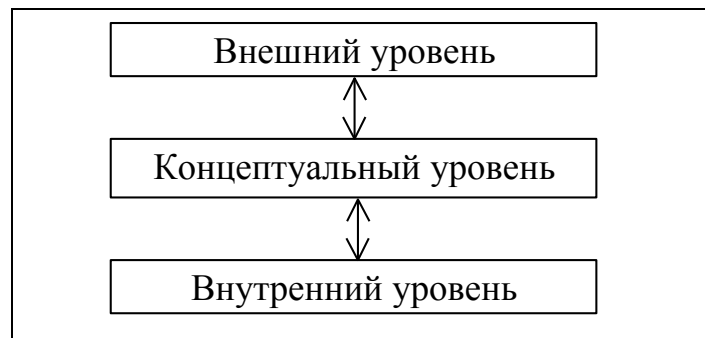 Внешний уровень
Концептуальный уровень
Внутренний уровень